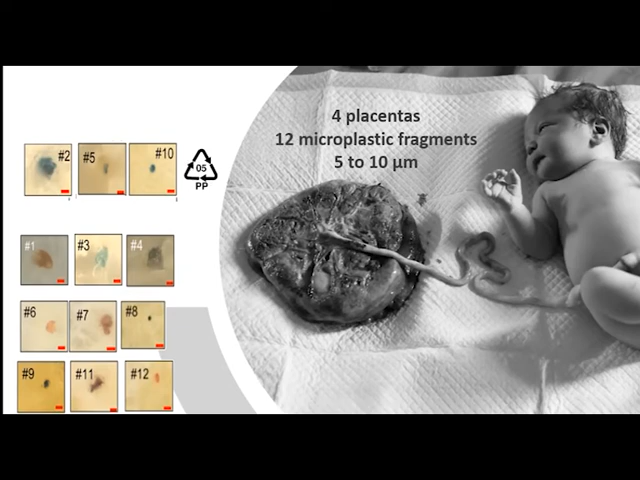 4 placentas
12 microplastic fragments
5 to 10 µm
#2 #5 #10
05
PP
#1 #3 #4
#6 #7 #8
#9 #11 #12